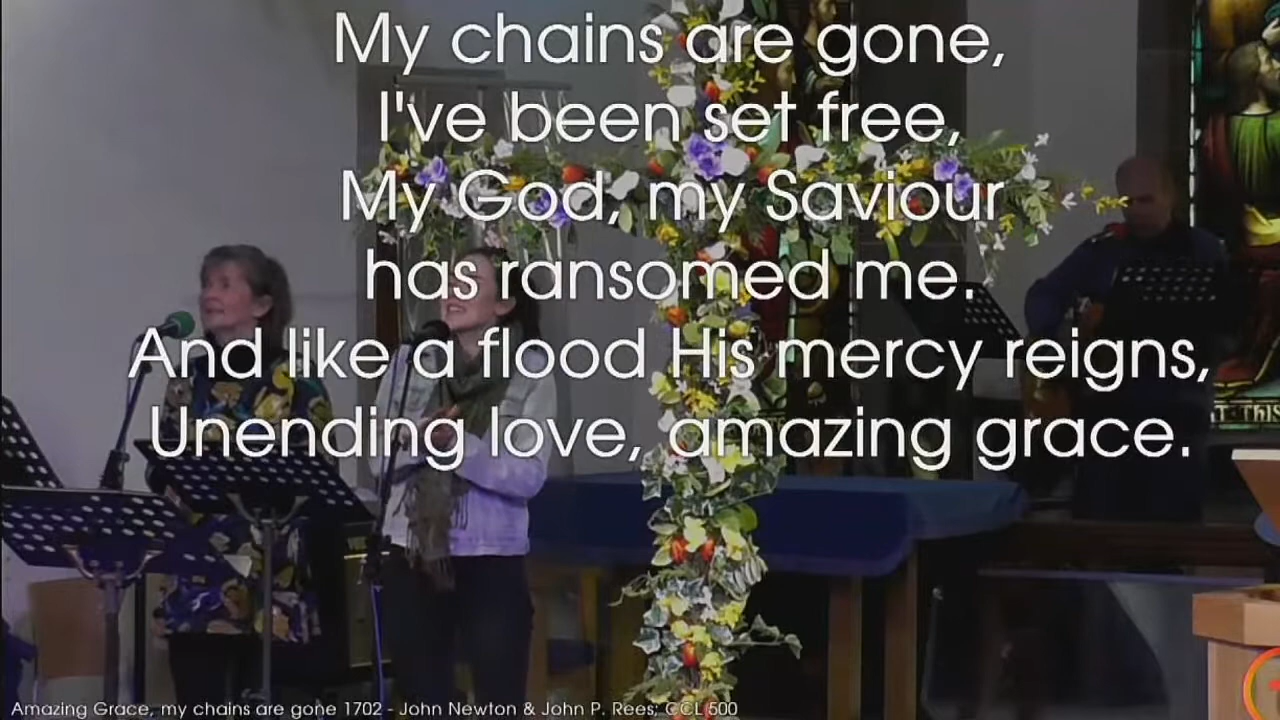 My chains are gone,
I've been set free,
My God, my Saviour
has ransomed me.
And like a flood His mercy reigns,
Unending love, amazing grace.
Amazing Grace, my chains are gone 1702 - John Newton & John P. Rees; CCL 500